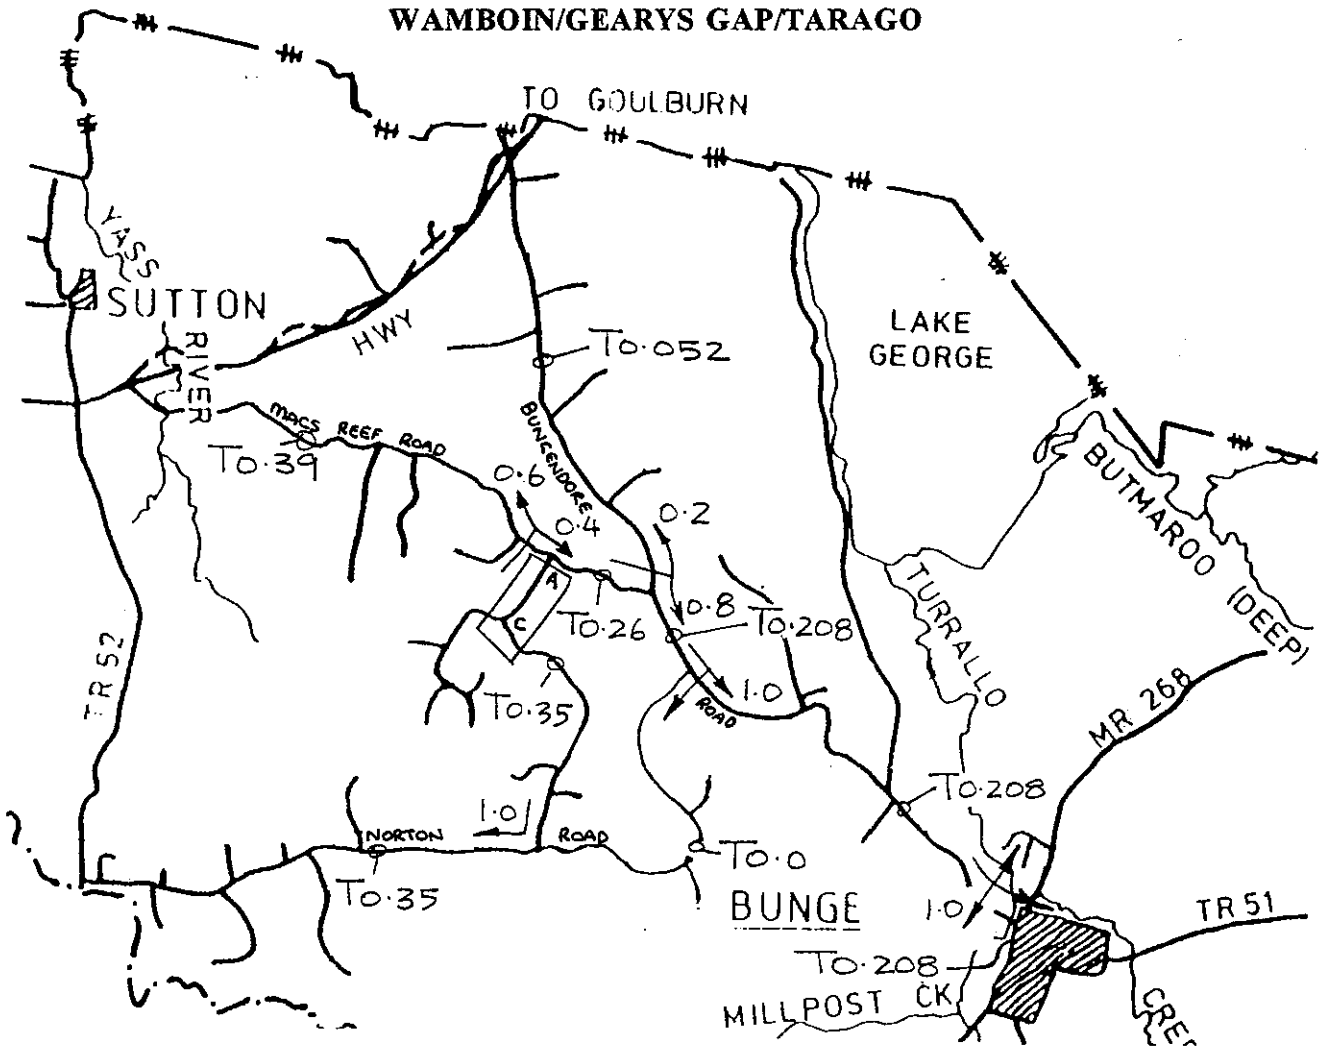 WAMBOIN/GEARYS GAP/TARAGO
TO GOULBURN
YASS
SUTTON
RIVER
HWY
LAKE
GEORGE
To.052
MACS REEF ROAD
BUNGENDORE
To.39
0.6
0.4
0.2
BUTMAROO (DEEP)
A
C
To.26
0.8
To.208
TURRALLO
TR 52
To.35
1.0
ROAD
MR 268
To.208
1.0
NORTON ROAD
To.0
To.35
BUNGE
1.0
TR 51
To.208
MILLPOST CK